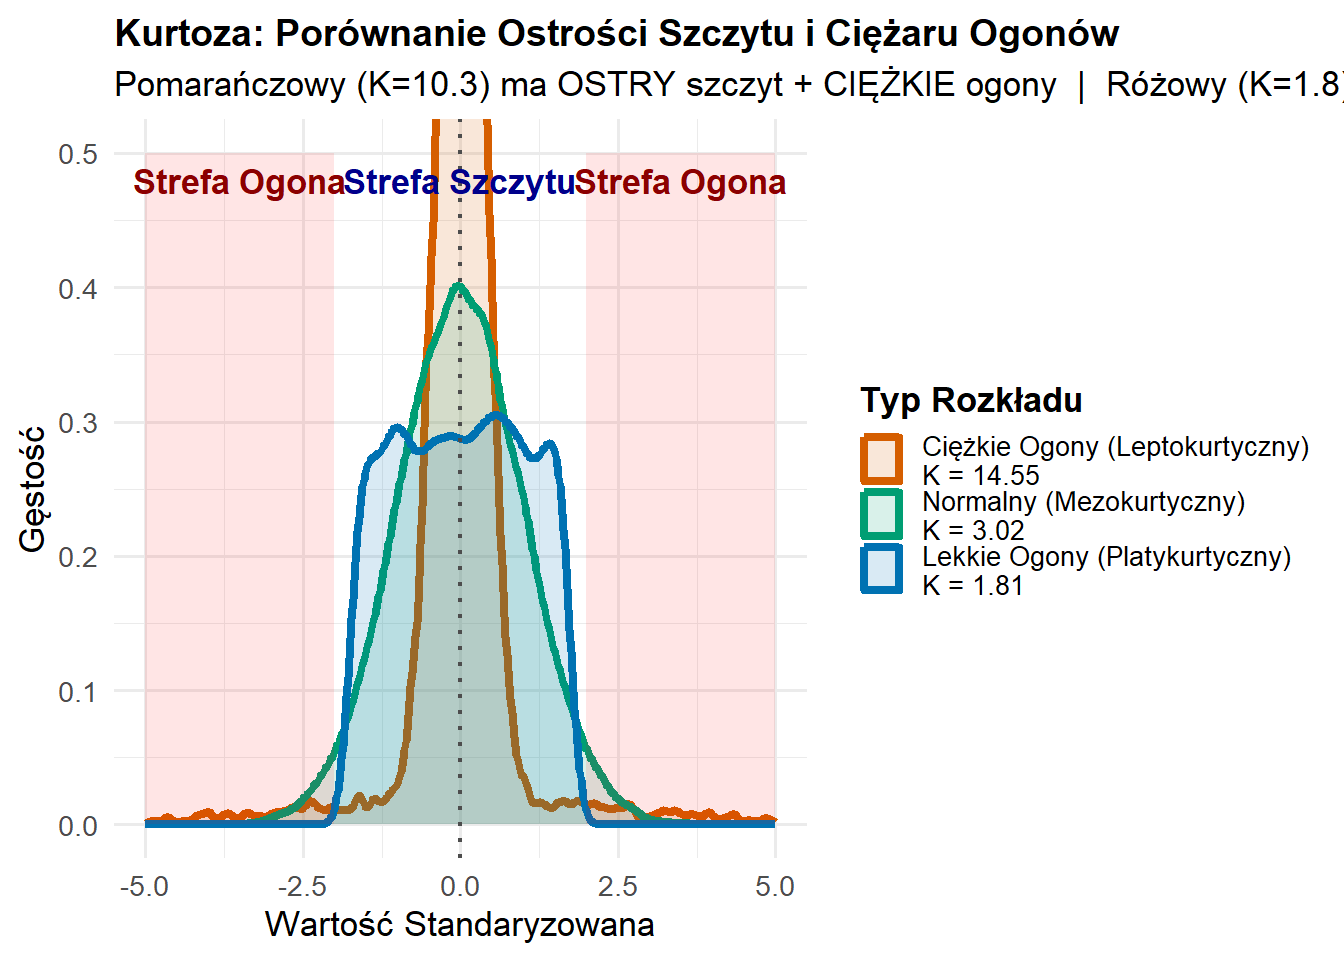 Kurtoza: Porównanie Ostrości Szczytu i Ciężaru Ogonów
Pomarańczowy (K=10.3) ma OSTRY szczyt + CIĘŻKIE ogony | Różowy (K=1.8)
0.5
Strefa Ogona Strefa Szczytu Strefa Ogona
0.4
0.3
0.2
0.1
0.0
Gęstość
-5.0 -2.5 0.0 2.5 5.0
Wartość Standaryzowana
Typ Rozkładu
Ciężkie Ogony (Leptokurtyczny)
K = 14.55
Normalny (Mezokurtyczny)
K = 3.02
Lekkie Ogony (Platykurtyczny)
K = 1.81